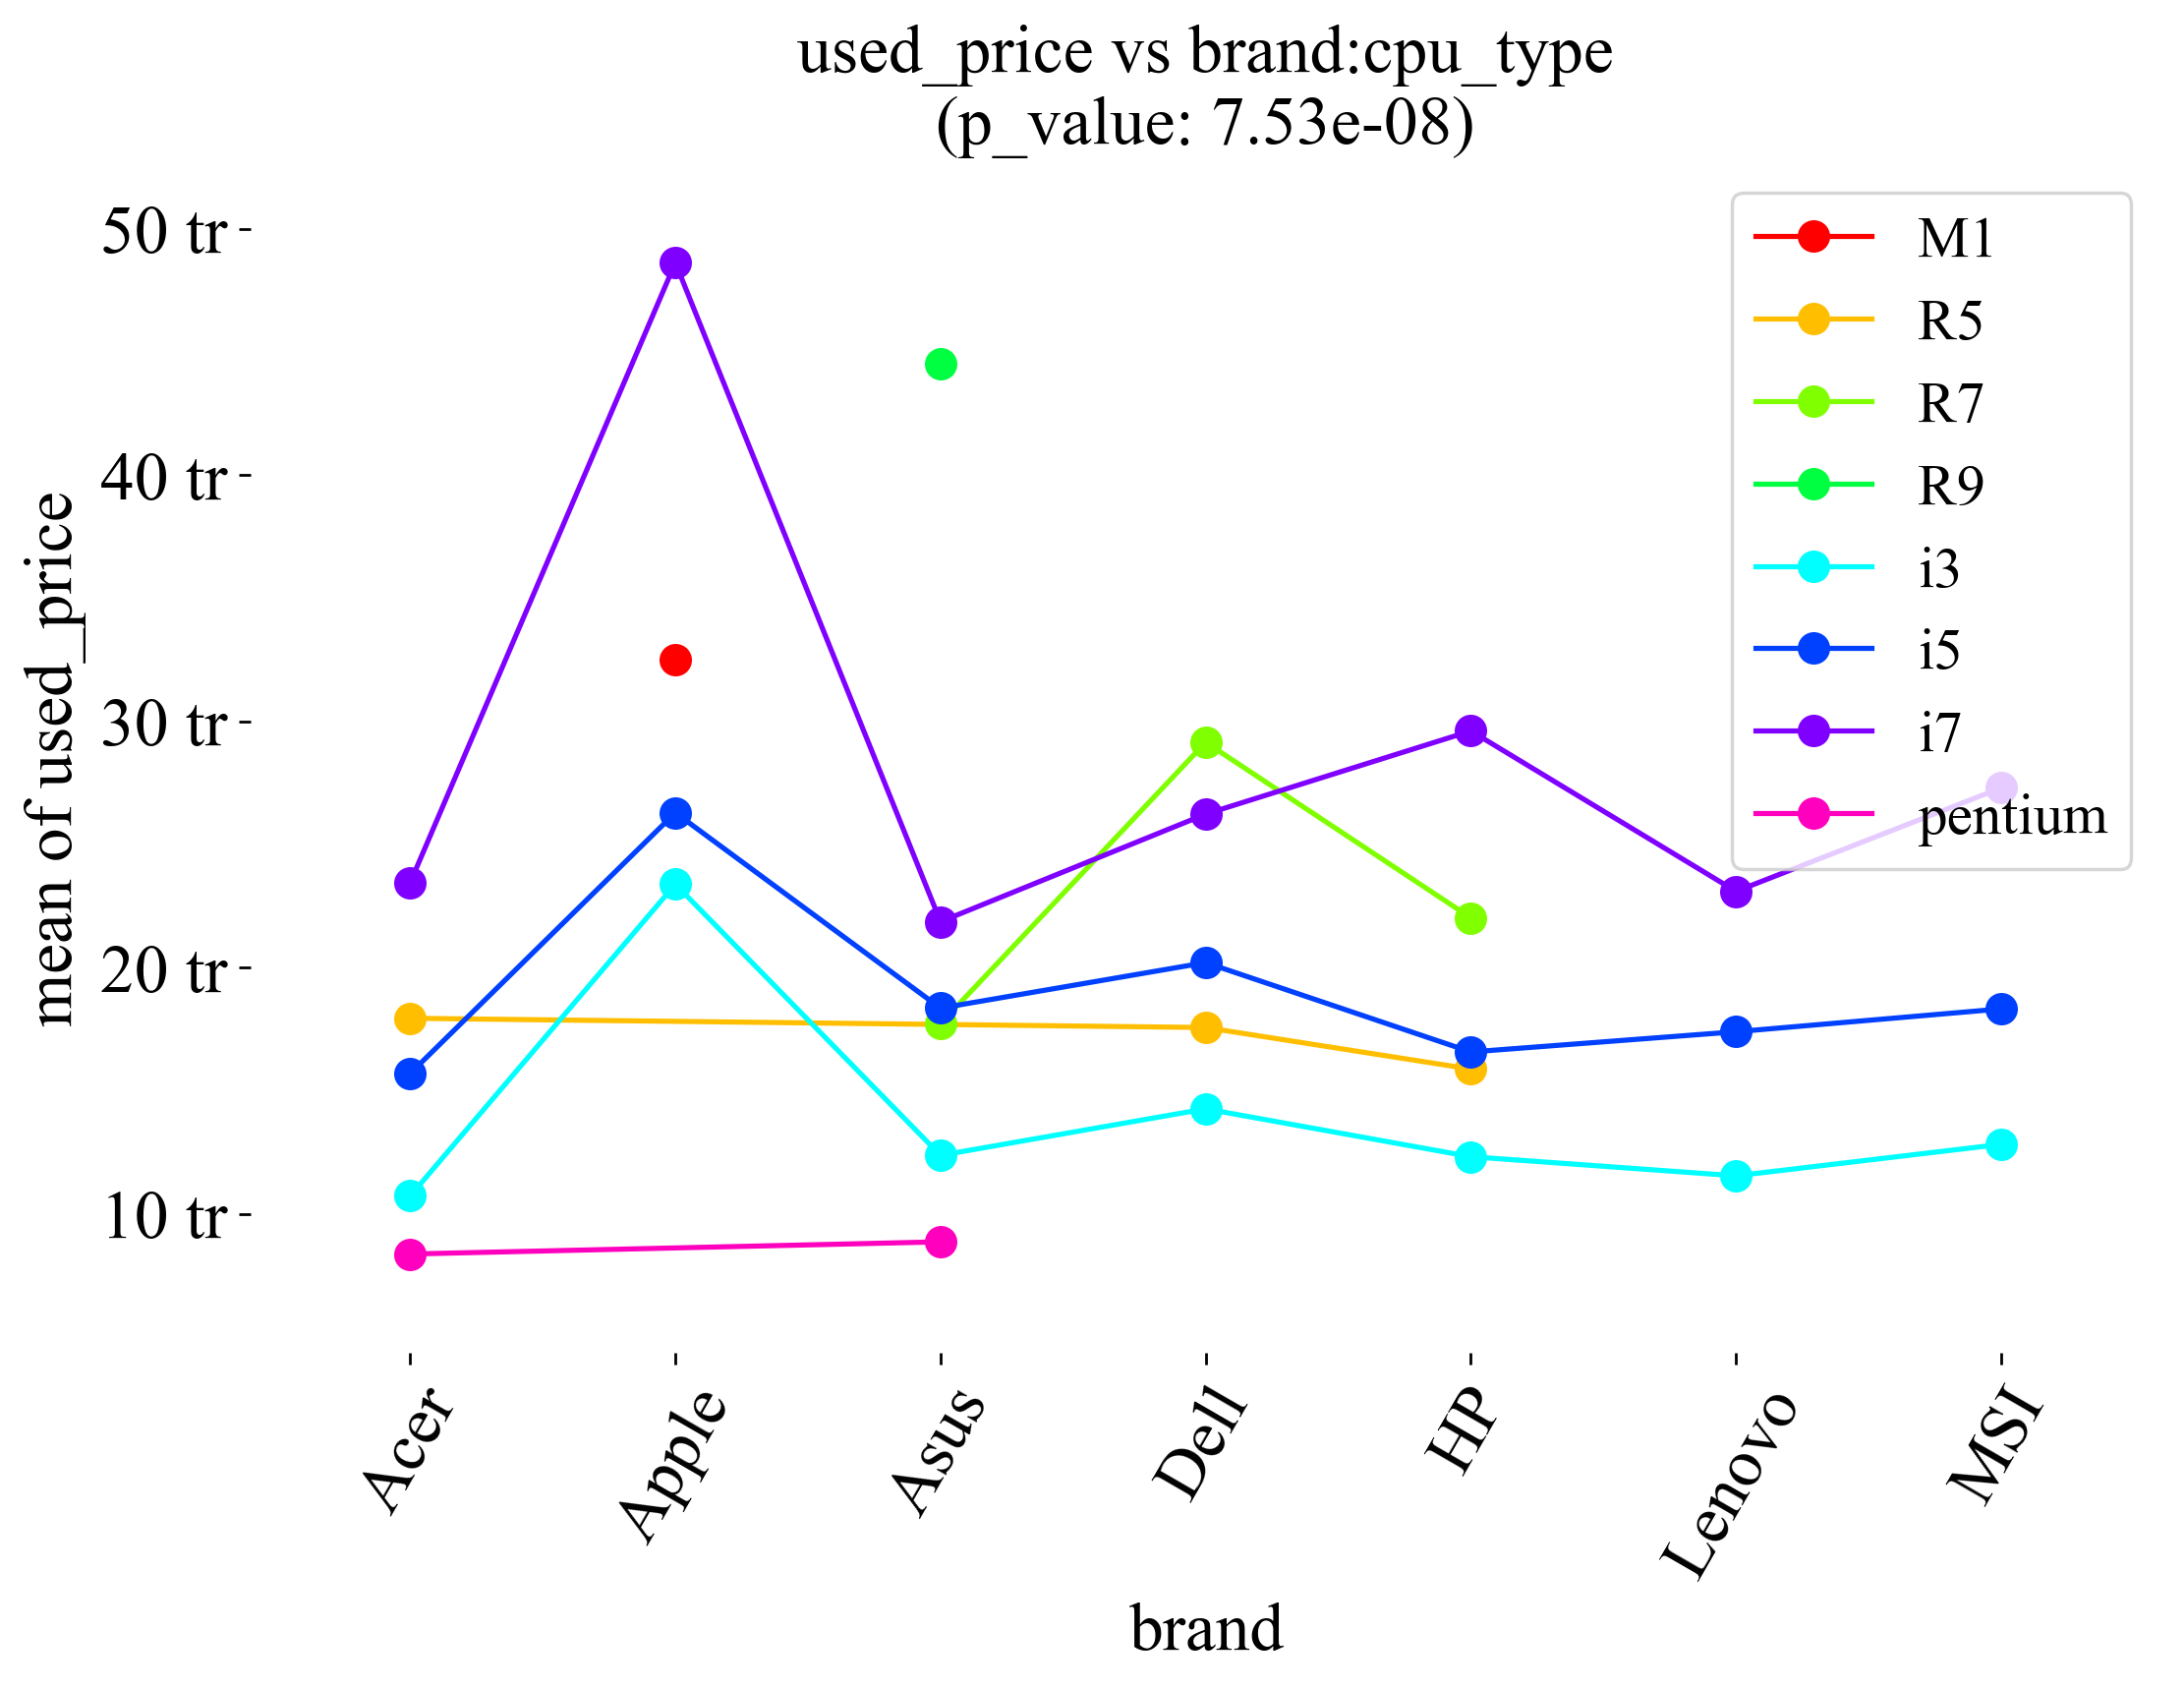 used_price vs brand:cpu_type
(p_value: 7.53e-08)
mean of used_price
50 tr
40 tr
30 tr
20 tr
10 tr
M1
R5
R7
R9
i3
i5
i7
pentium
Acer
Apple
Asus
Dell
HP
Lenovo
MSI
brand